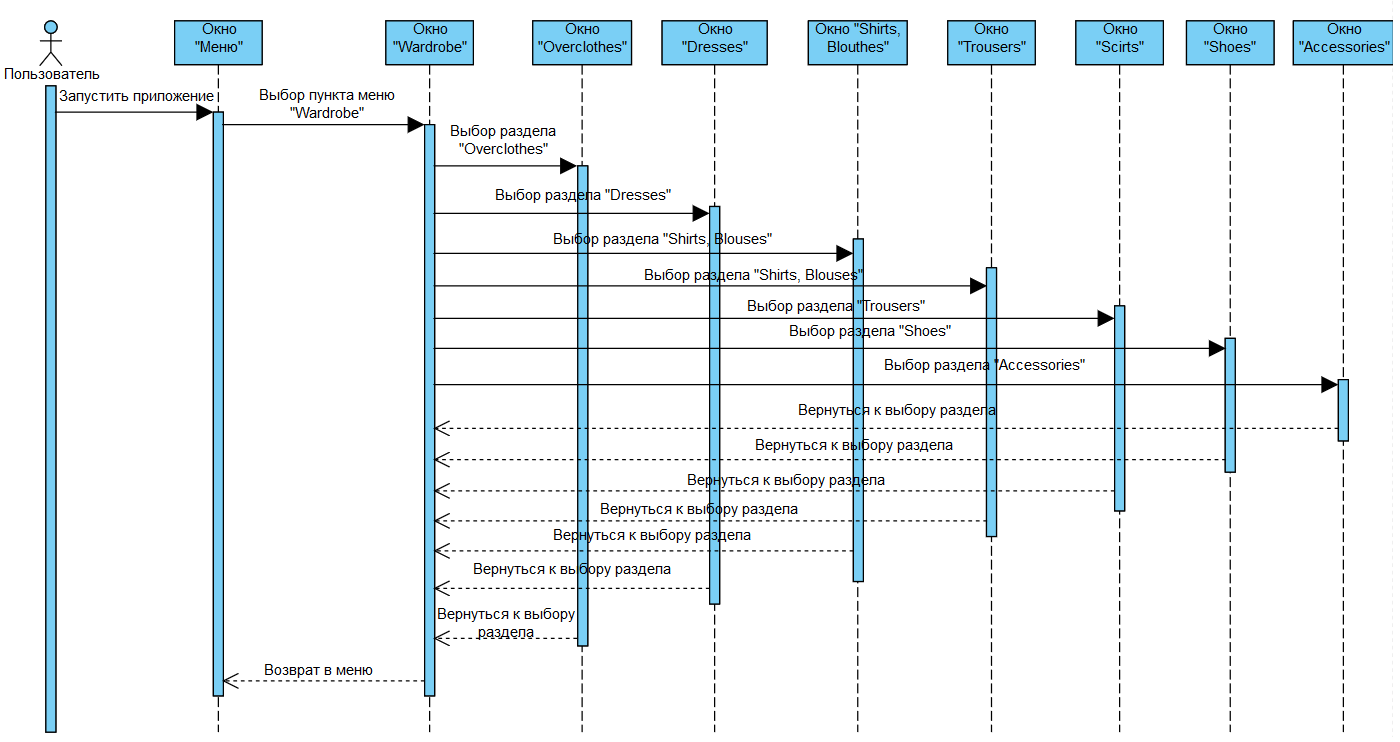 Пользователь
Окно
"Меню"
Окно
"Wardrobe"
Окно
"Overclothes"
Окно
"Dresses"
Окно "Shirts,
Blouthes"
Окно
"Trousers"
Окно
"Scirts"
Окно
"Shoes"
Окно
"Accessories"
Запустить приложение
Выбор пункта меню
"Wardrobe"
Выбор раздела
"Overclothes"
Выбор раздела "Dresses"
Выбор раздела "Shirts, Blouses"
Выбор раздела "Shirts, Blouses"
Выбор раздела "Trousers"
Выбор раздела "Shoes"
Выбор раздела "Accessories"
Вернуться к выбору раздела
Вернуться к выбору раздела
Вернуться к выбору раздела
Вернуться к выбору раздела
Вернуться к выбору раздела
Вернуться к выбору раздела
Вернуться к выбору
раздела
Возврат в меню